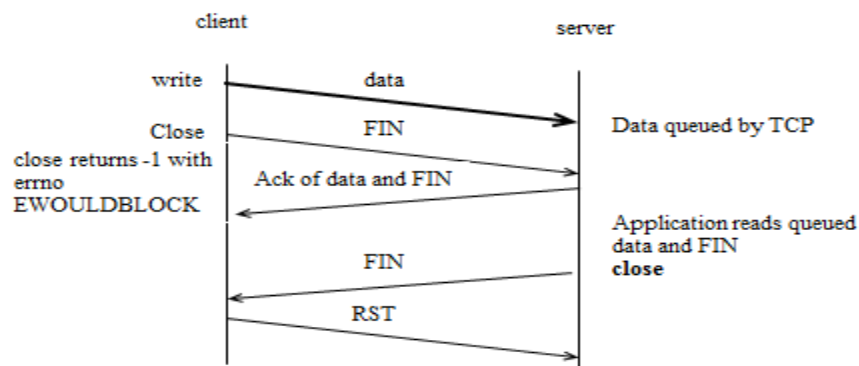 client
server
write
data
Data queued by TCP
Close
FIN
close returns -1 with
errno
EWOULDBLOCK
Ack of data and FIN
Application reads queued
data and FIN
close
FIN
RST